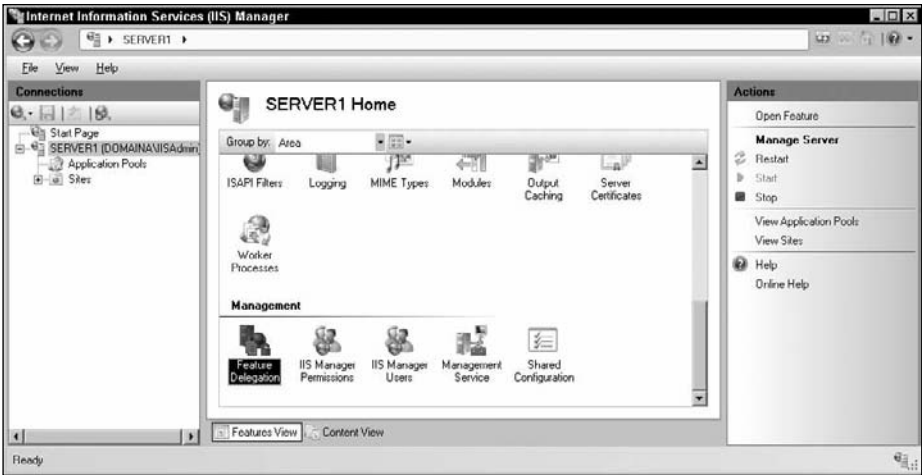 Internet Information Services (IIS) Manager
SERVER1
File View Help
Connections
Start Page
SERVER1 (DOMAINA\IISAdmin)
Application Pools
Sites
SERVER1 Home
Group by: Area
ISAPI Filters
Logging
MIME Types
Modules
Output Caching
Server Certificates
Worker Processes
Management
Feature Delegation
IIS Manager Permissions
IIS Manager Users
Management Service
Shared Configuration
Features View
Content View
Actions
Open Feature
Manage Server
Restart
Start
Stop
View Application Pools
View Sites
Help
Online Help
Ready